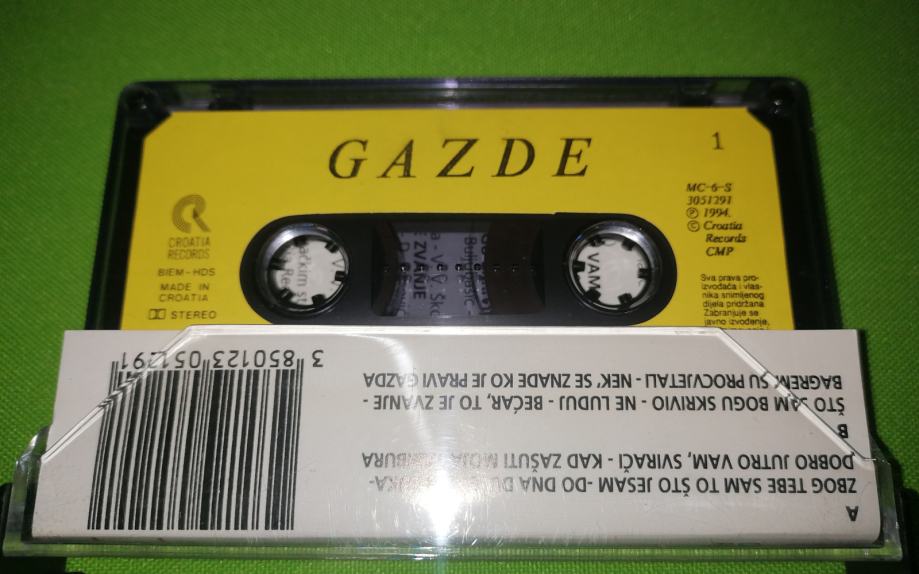 GAZDE
1
CROATIA
RECORDS
BIEM-HDS
MADE IN
CROATIA
STEREO
MC-6-S
3051291
Ⓟ 1994.
© Croatia
Records
CMP
Sva prava pro-
izvođača i vlas-
nika snimljenog
dijela pridržana
Zabranjuje se
javno izvođenje,
ZVANJE
VAM
A
ZBOG TEBE SAM TO ŠTO JESAM - DO DNA
DOBRO JUTRO VAM, SVIRAČI - KAD ZAŠUTI MOJA TAMBURA
B
ŠTO SAM BOGU SKRIVIO - NE LUDUJ - BEĆAR, TO JE ZVANJE -
BAGREMI SU PROCVJETALI - NEK' SE ZNADE KO JE PRAVI GAZDA
3 850123 051291